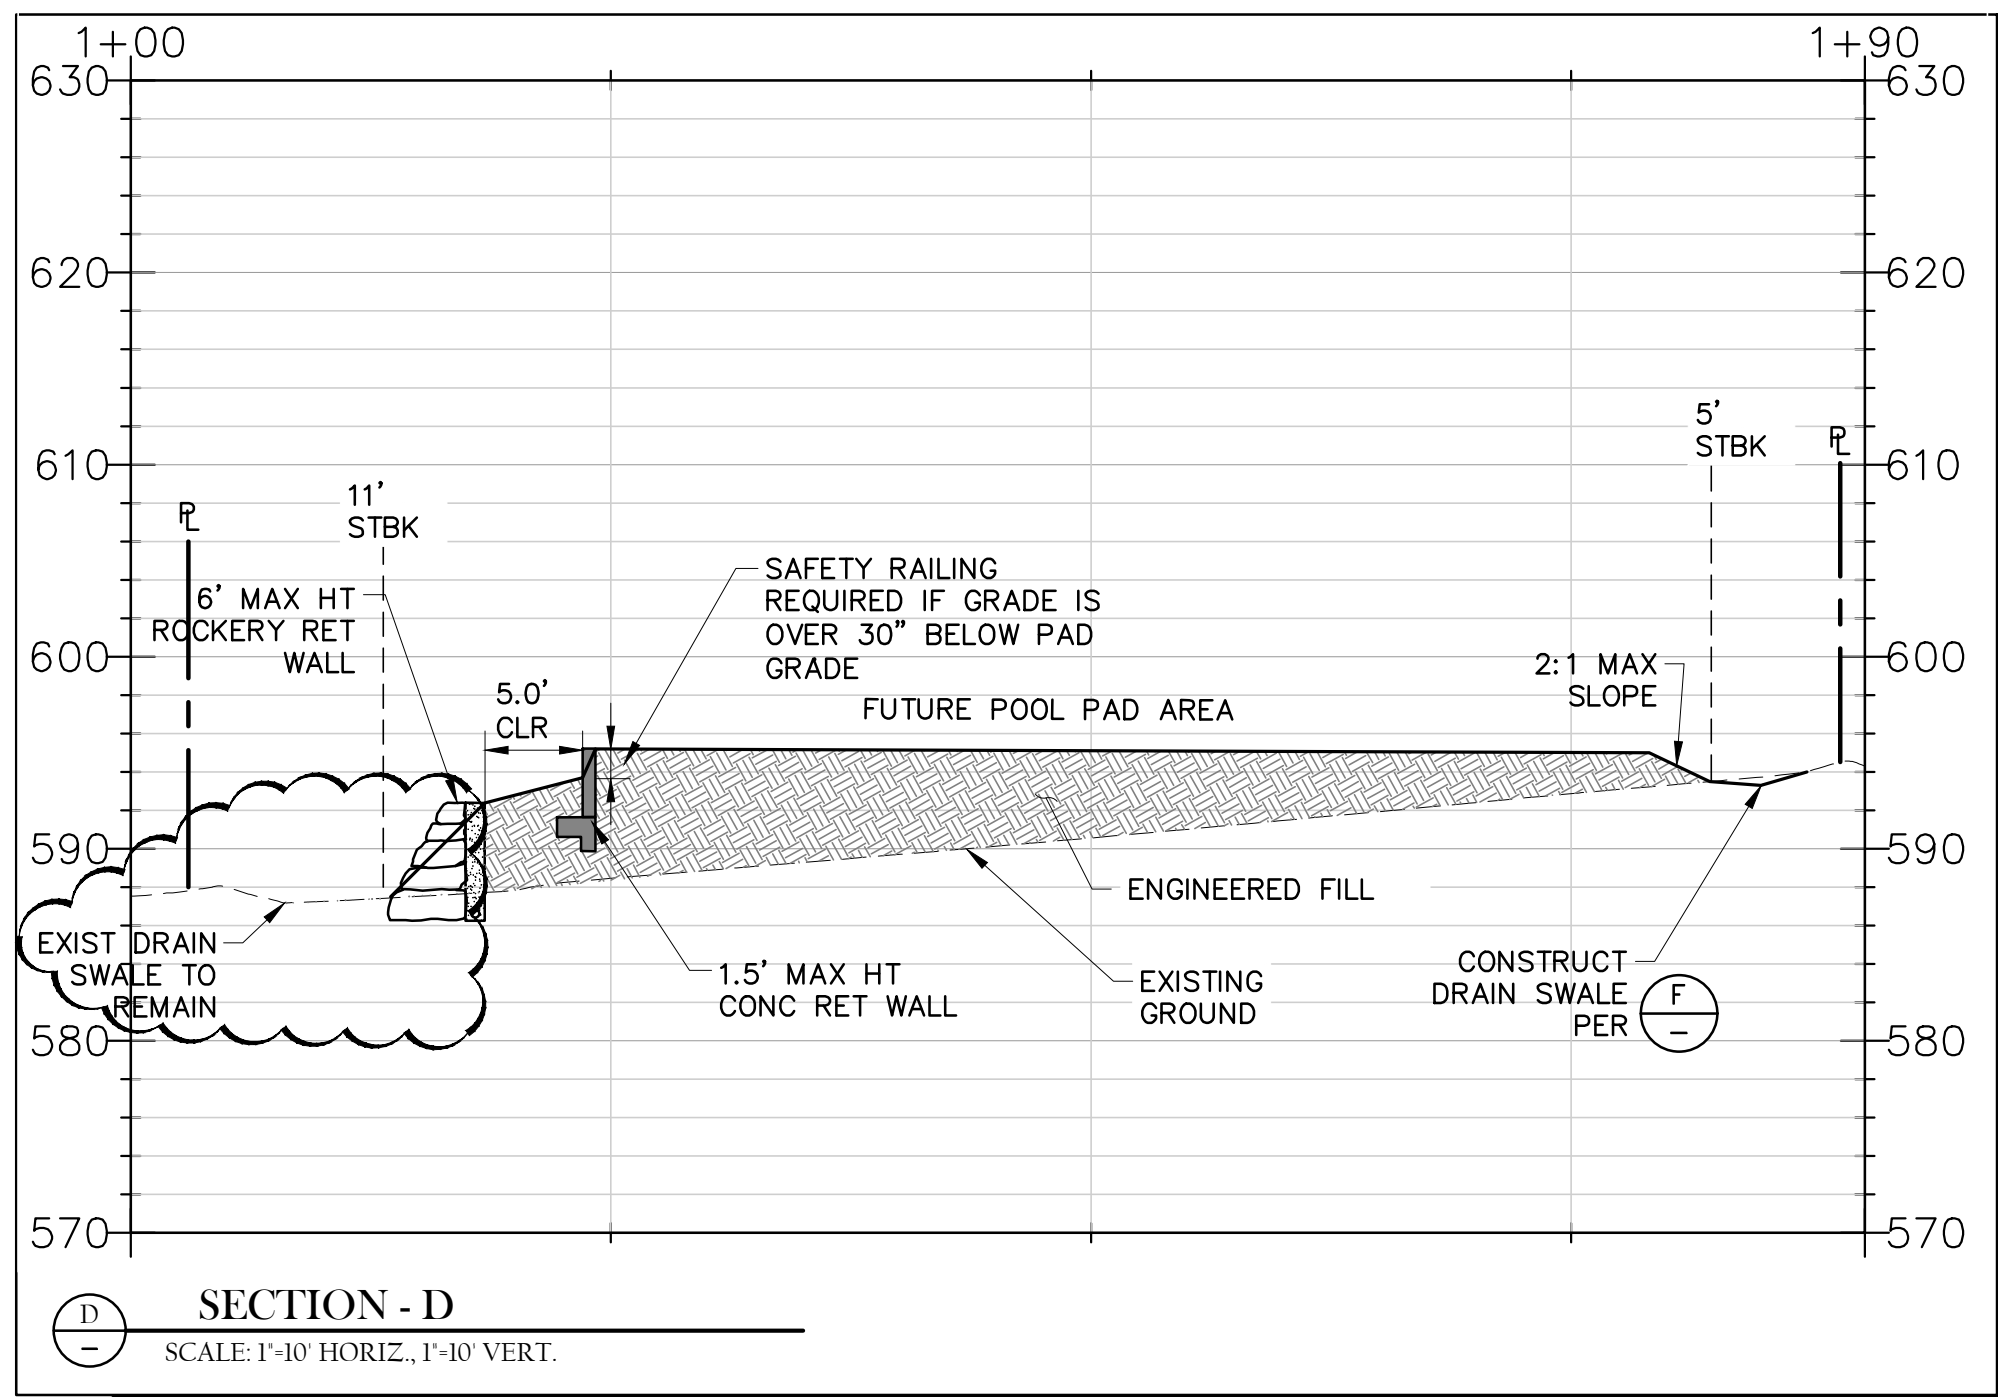 1+00
1+90
630
630
620
620
610
610
600
600
590
590
580
580
570
570
PL
11'
STBK
6' MAX HT
ROCKERY RET
WALL
5.0'
CLR
SAFETY RAILING
REQUIRED IF GRADE IS
OVER 30" BELOW PAD
GRADE
FUTURE POOL PAD AREA
2:1 MAX
SLOPE
5'
STBK
PL
EXIST DRAIN
SWALE TO
REMAIN
1.5' MAX HT
CONC RET WALL
ENGINEERED FILL
EXISTING
GROUND
CONSTRUCT
DRAIN SWALE
PER
F
–
D
–
SECTION - D
SCALE: 1"=10' HORIZ., 1"=10' VERT.